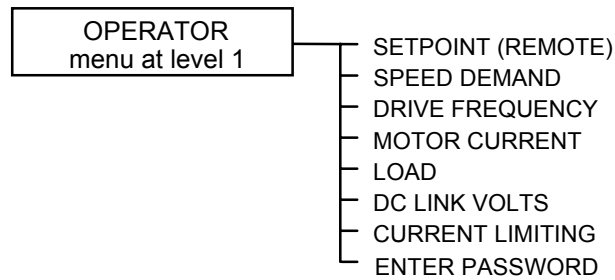 OPERATOR
menu at level 1
SETPOINT (REMOTE)
SPEED DEMAND
DRIVE FREQUENCY
MOTOR CURRENT
LOAD
DC LINK VOLTS
CURRENT LIMITING
ENTER PASSWORD